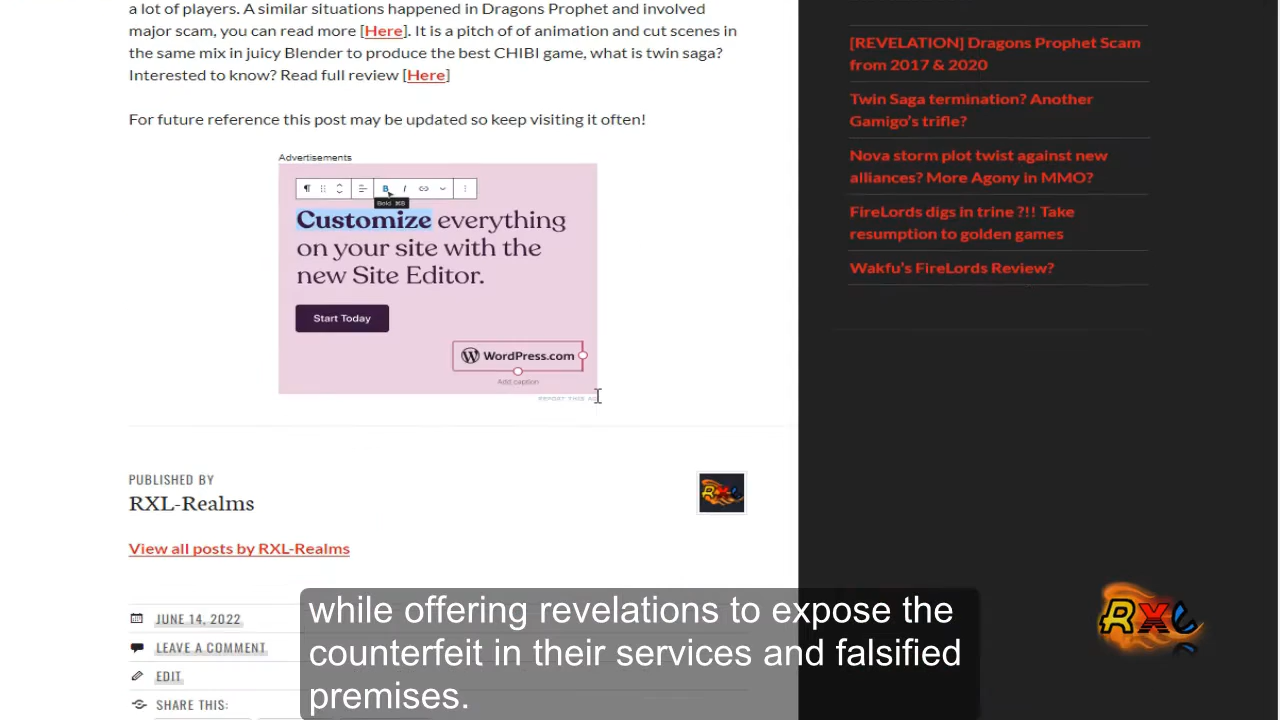 a lot of players. A similar situations happened in Dragons Prophet and involved
major scam, you can read more [Here]. It is a pitch of of animation and cut scenes in
the same mix in juicy Blender to produce the best CHIBI game, what is twin saga?
Interested to know? Read full review [Here]
For future reference this post may be updated so keep visiting it often!
Advertisements
B I
Bold ⌘B
Customize everything
on your site with the
new Site Editor.
Start Today
WordPress.com
Add caption
REPORT THIS AD
PUBLISHED BY
RXL-Realms
RXL
View all posts by RXL-Realms
JUNE 14, 2022
LEAVE A COMMENT
EDIT
SHARE THIS:
[REVELATION] Dragons Prophet Scam
from 2017 & 2020
Twin Saga termination? Another
Gamigo's trifle?
Nova storm plot twist against new
alliances? More Agony in MMO?
FireLords digs in trine ?!! Take
resumption to golden games
Wakfu's FireLords Review?
RXL
while offering revelations to expose the
counterfeit in their services and falsified
premises.